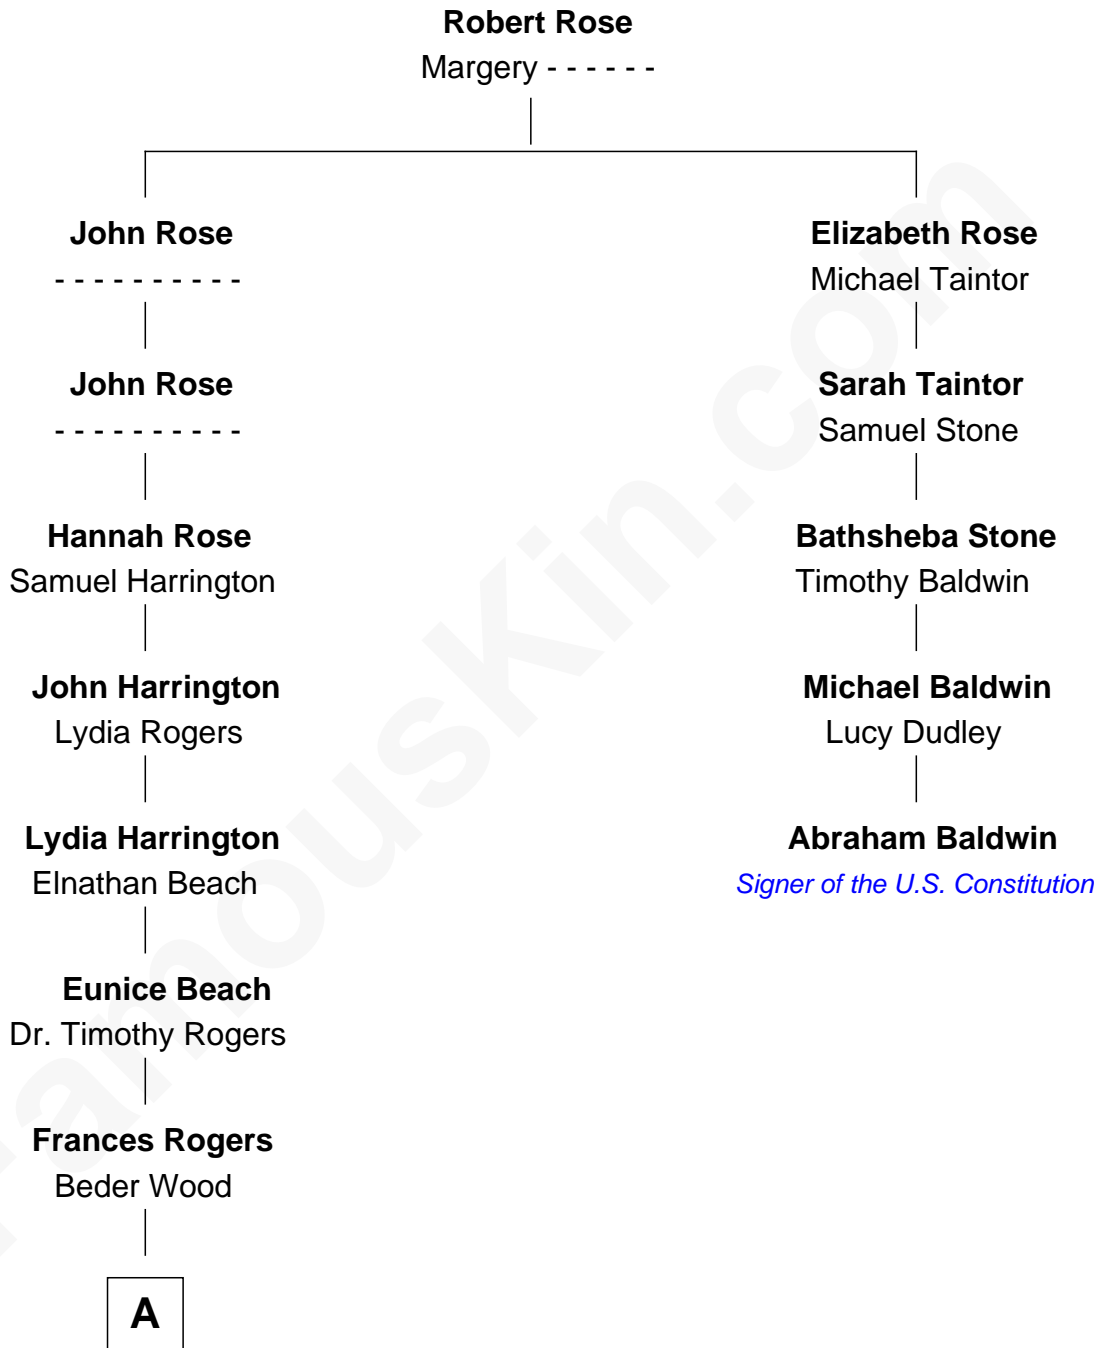 Robert Rose
Margery - - - - - -
John Rose
- - - - - - - - - -
Elizabeth Rose
Michael Taintor
John Rose
- - - - - - - - - -
Sarah Taintor
Samuel Stone
Hannah Rose
Samuel Harrington
Bathsheba Stone
Timothy Baldwin
John Harrington
Lydia Rogers
Michael Baldwin
Lucy Dudley
Lydia Harrington
Elnathan Beach
Abraham Baldwin
Signer of the U.S. Constitution
Eunice Beach
Dr. Timothy Rogers
Frances Rogers
Beder Wood
A
FamousKin.com